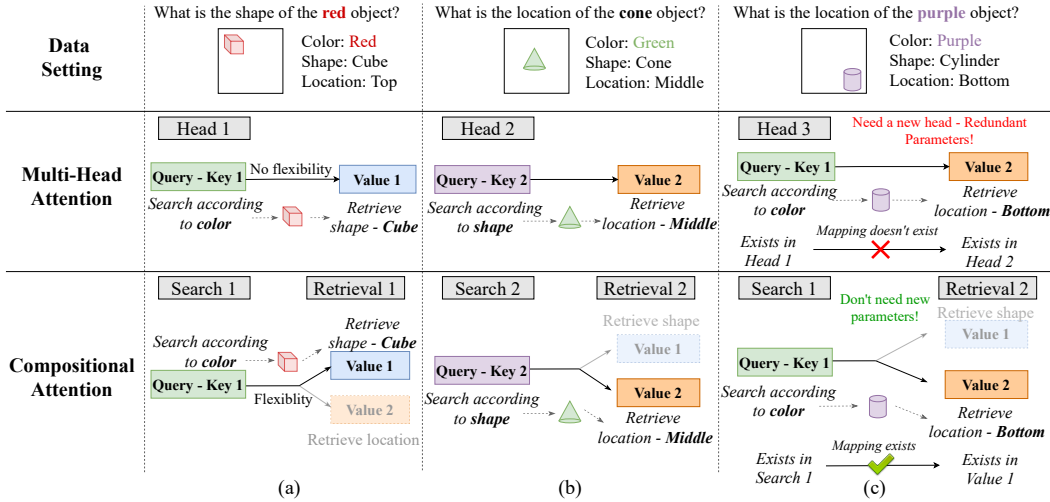 What is the shape of the red object?
What is the location of the cone object?
What is the location of the purple object?
Data
Setting
Color: Red
Shape: Cube
Location: Top
Color: Green
Shape: Cone
Location: Middle
Color: Purple
Shape: Cylinder
Location: Bottom
Multi-Head
Attention
Head 1
Query - Key 1
No flexibility
Value 1
Search according
to color
Retrieve
shape - Cube
Head 2
Query - Key 2
Value 2
Search according
to shape
Retrieve
location - Middle
Head 3
Need a new head - Redundant
Parameters!
Query - Key 1
Value 2
Search according
to color
Retrieve
location - Bottom
Exists in
Head 1
Mapping doesn't exist
Exists in
Head 2
Compositional
Attention
Search 1
Retrieval 1
Search according
to color
Retrieve
shape - Cube
Query - Key 1
Value 1
Flexiblity
Value 2
Retrieve location
Search 2
Retrieval 2
Retrieve shape
Value 1
Query - Key 2
Value 2
Search according
to shape
Retrieve
location - Middle
Search 1
Retrieval 2
Don't need new
parameters!
Retrieve shape
Value 1
Query - Key 1
Value 2
Search according
to color
Retrieve
location - Bottom
Exists in
Search 1
Mapping exists
Exists in
Value 1
(a)
(b)
(c)